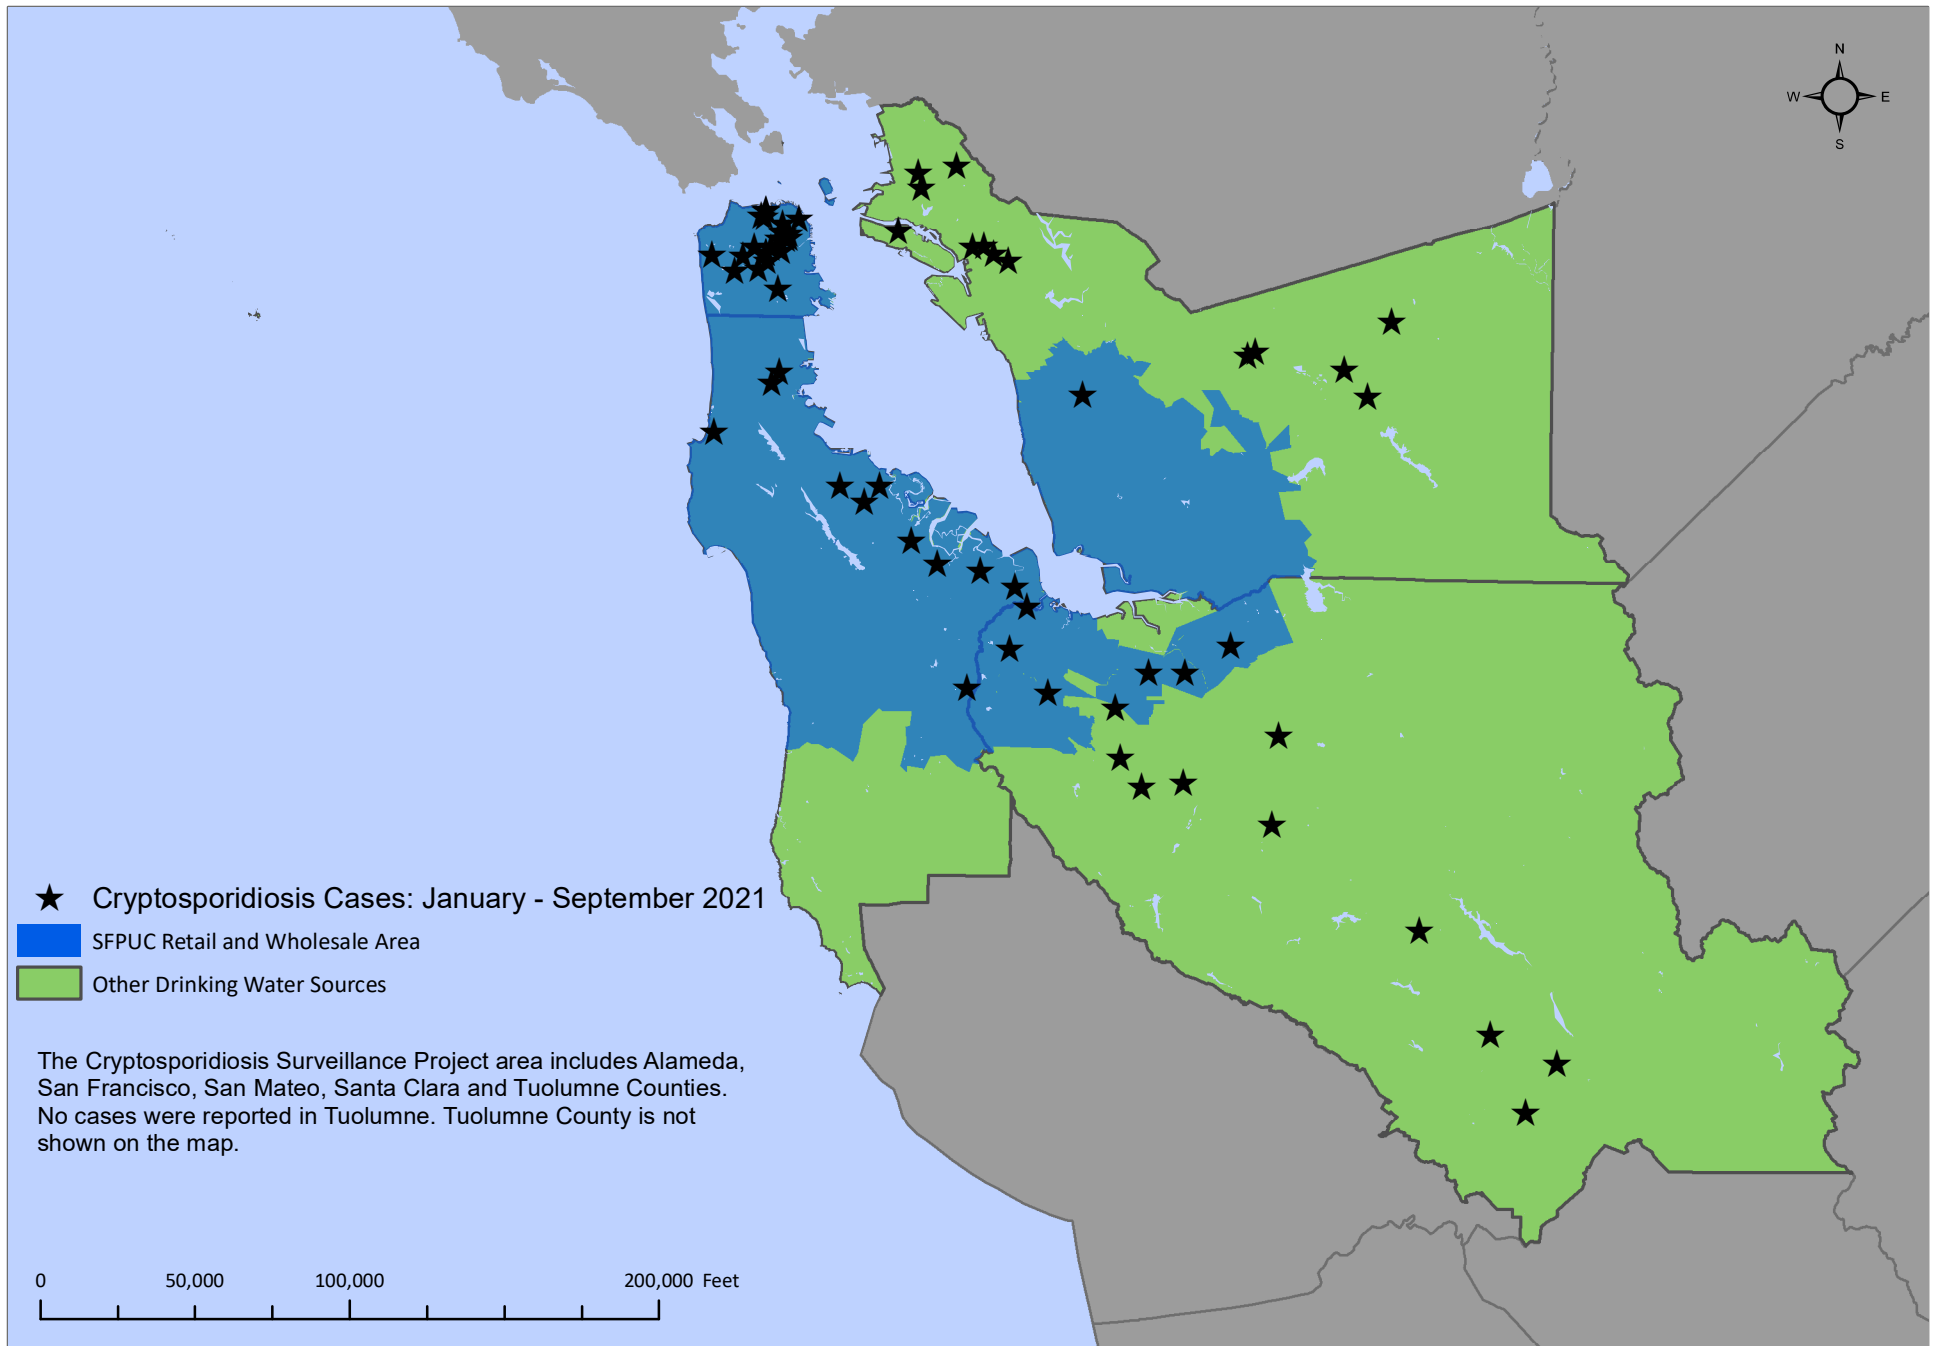 N
W E
S
Cryptosporidiosis Cases: January - September 2021
SFPUC Retail and Wholesale Area
Other Drinking Water Sources
The Cryptosporidiosis Surveillance Project area includes Alameda,
San Francisco, San Mateo, Santa Clara and Tuolumne Counties.
No cases were reported in Tuolumne. Tuolumne County is not
shown on the map.
0 50,000 100,000 200,000 Feet